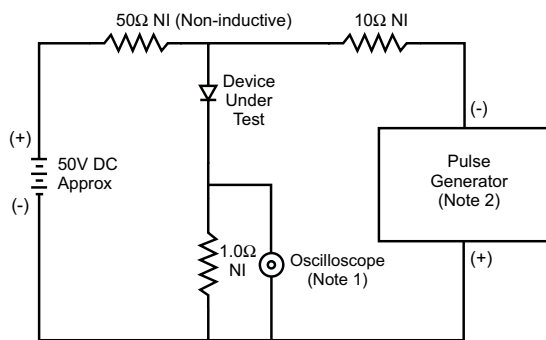 50Ω NI (Non-inductive)
10Ω NI
Device
Under
Test
(-)
(+)
50V DC
Approx
(-)
Pulse
Generator
(Note 2)
1.0Ω
NI
Oscilloscope
(Note 1)
(+)